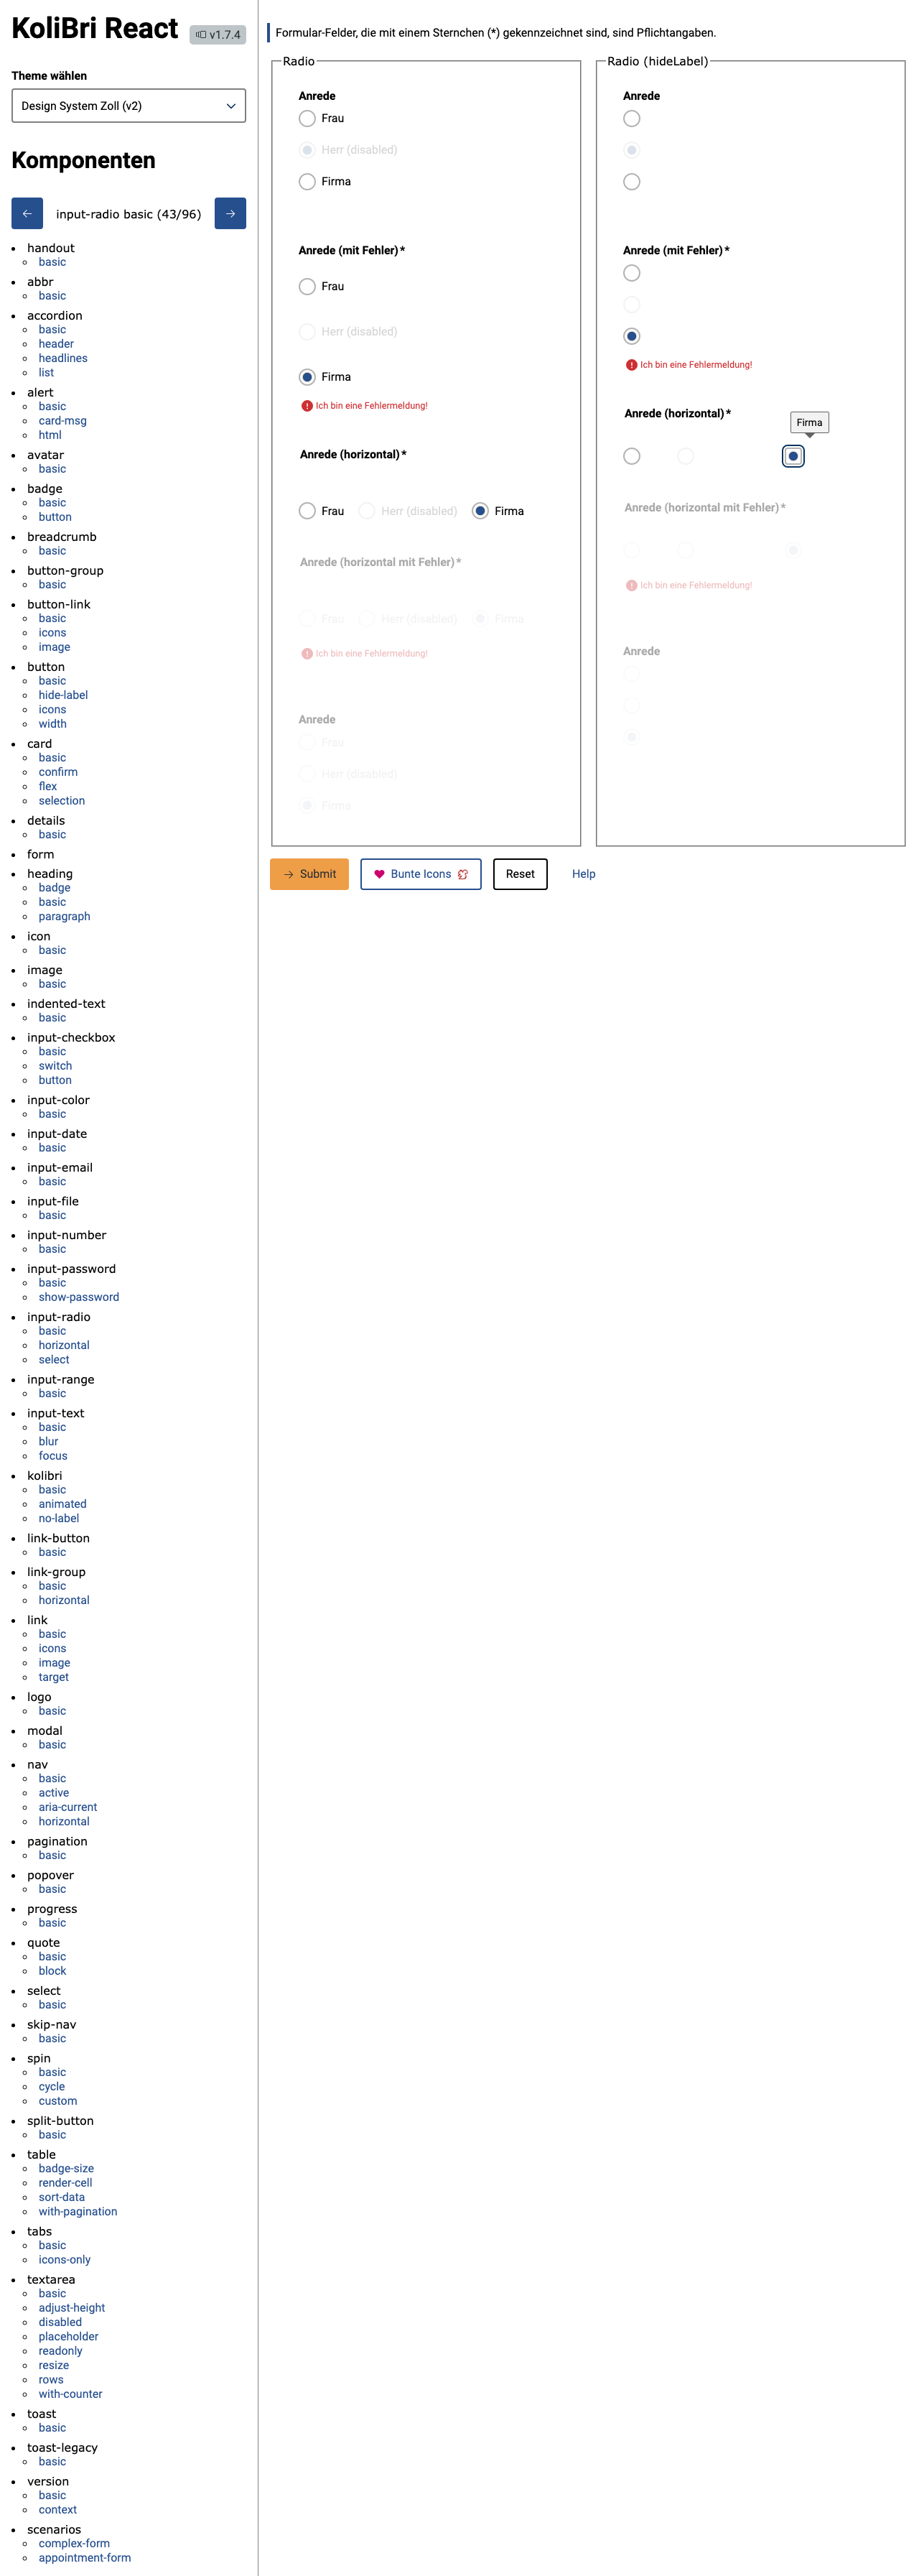 KoliBri React
v1.7.4
Theme wählen
Design System Zoll (v2)
Komponenten
← input-radio basic (43/96) →
• handout
basic
• abbr
basic
• accordion
basic
header
headlines
list
• alert
basic
card-msg
html
• avatar
basic
• badge
basic
button
• breadcrumb
basic
• button-group
basic
• button-link
basic
icons
image
• button
basic
hide-label
icons
width
• card
basic
confirm
flex
selection
• details
basic
• form
• heading
badge
basic
paragraph
• icon
basic
• image
basic
• indented-text
basic
• input-checkbox
basic
switch
button
• input-color
basic
• input-date
basic
• input-email
basic
• input-file
basic
• input-number
basic
• input-password
basic
show-password
• input-radio
basic
horizontal
select
• input-range
basic
• input-text
basic
blur
focus
• kolibri
basic
animated
no-label
• link-button
basic
• link-group
basic
horizontal
• link
basic
icons
image
target
• logo
basic
• modal
basic
• nav
basic
active
aria-current
horizontal
• pagination
basic
• popover
basic
• progress
basic
• quote
basic
block
• select
basic
• skip-nav
basic
• spin
basic
cycle
custom
• split-button
basic
• table
badge-size
render-cell
sort-data
with-pagination
• tabs
basic
icons-only
• textarea
basic
adjust-height
disabled
placeholder
readonly
resize
rows
with-counter
• toast
basic
• toast-legacy
basic
• version
basic
context
• scenarios
complex-form
appointment-form
Formular-Felder, die mit einem Sternchen (*) gekennzeichnet sind, sind Pflichtangaben.
Radio
Anrede
Frau
Herr (disabled)
Firma
Anrede (mit Fehler)*
Frau
Herr (disabled)
Firma
Ich bin eine Fehlermeldung!
Anrede (horizontal)*
Frau Herr (disabled) Firma
Anrede (horizontal mit Fehler)*
Frau Herr (disabled) Firma
Ich bin eine Fehlermeldung!
Anrede
Frau
Herr (disabled)
Firma
Radio (hideLabel)
Anrede
Anrede (mit Fehler)*
Ich bin eine Fehlermeldung!
Anrede (horizontal)*
Firma
Anrede (horizontal mit Fehler)*
Ich bin eine Fehlermeldung!
Anrede
→ Submit
Bunte Icons
Reset
Help